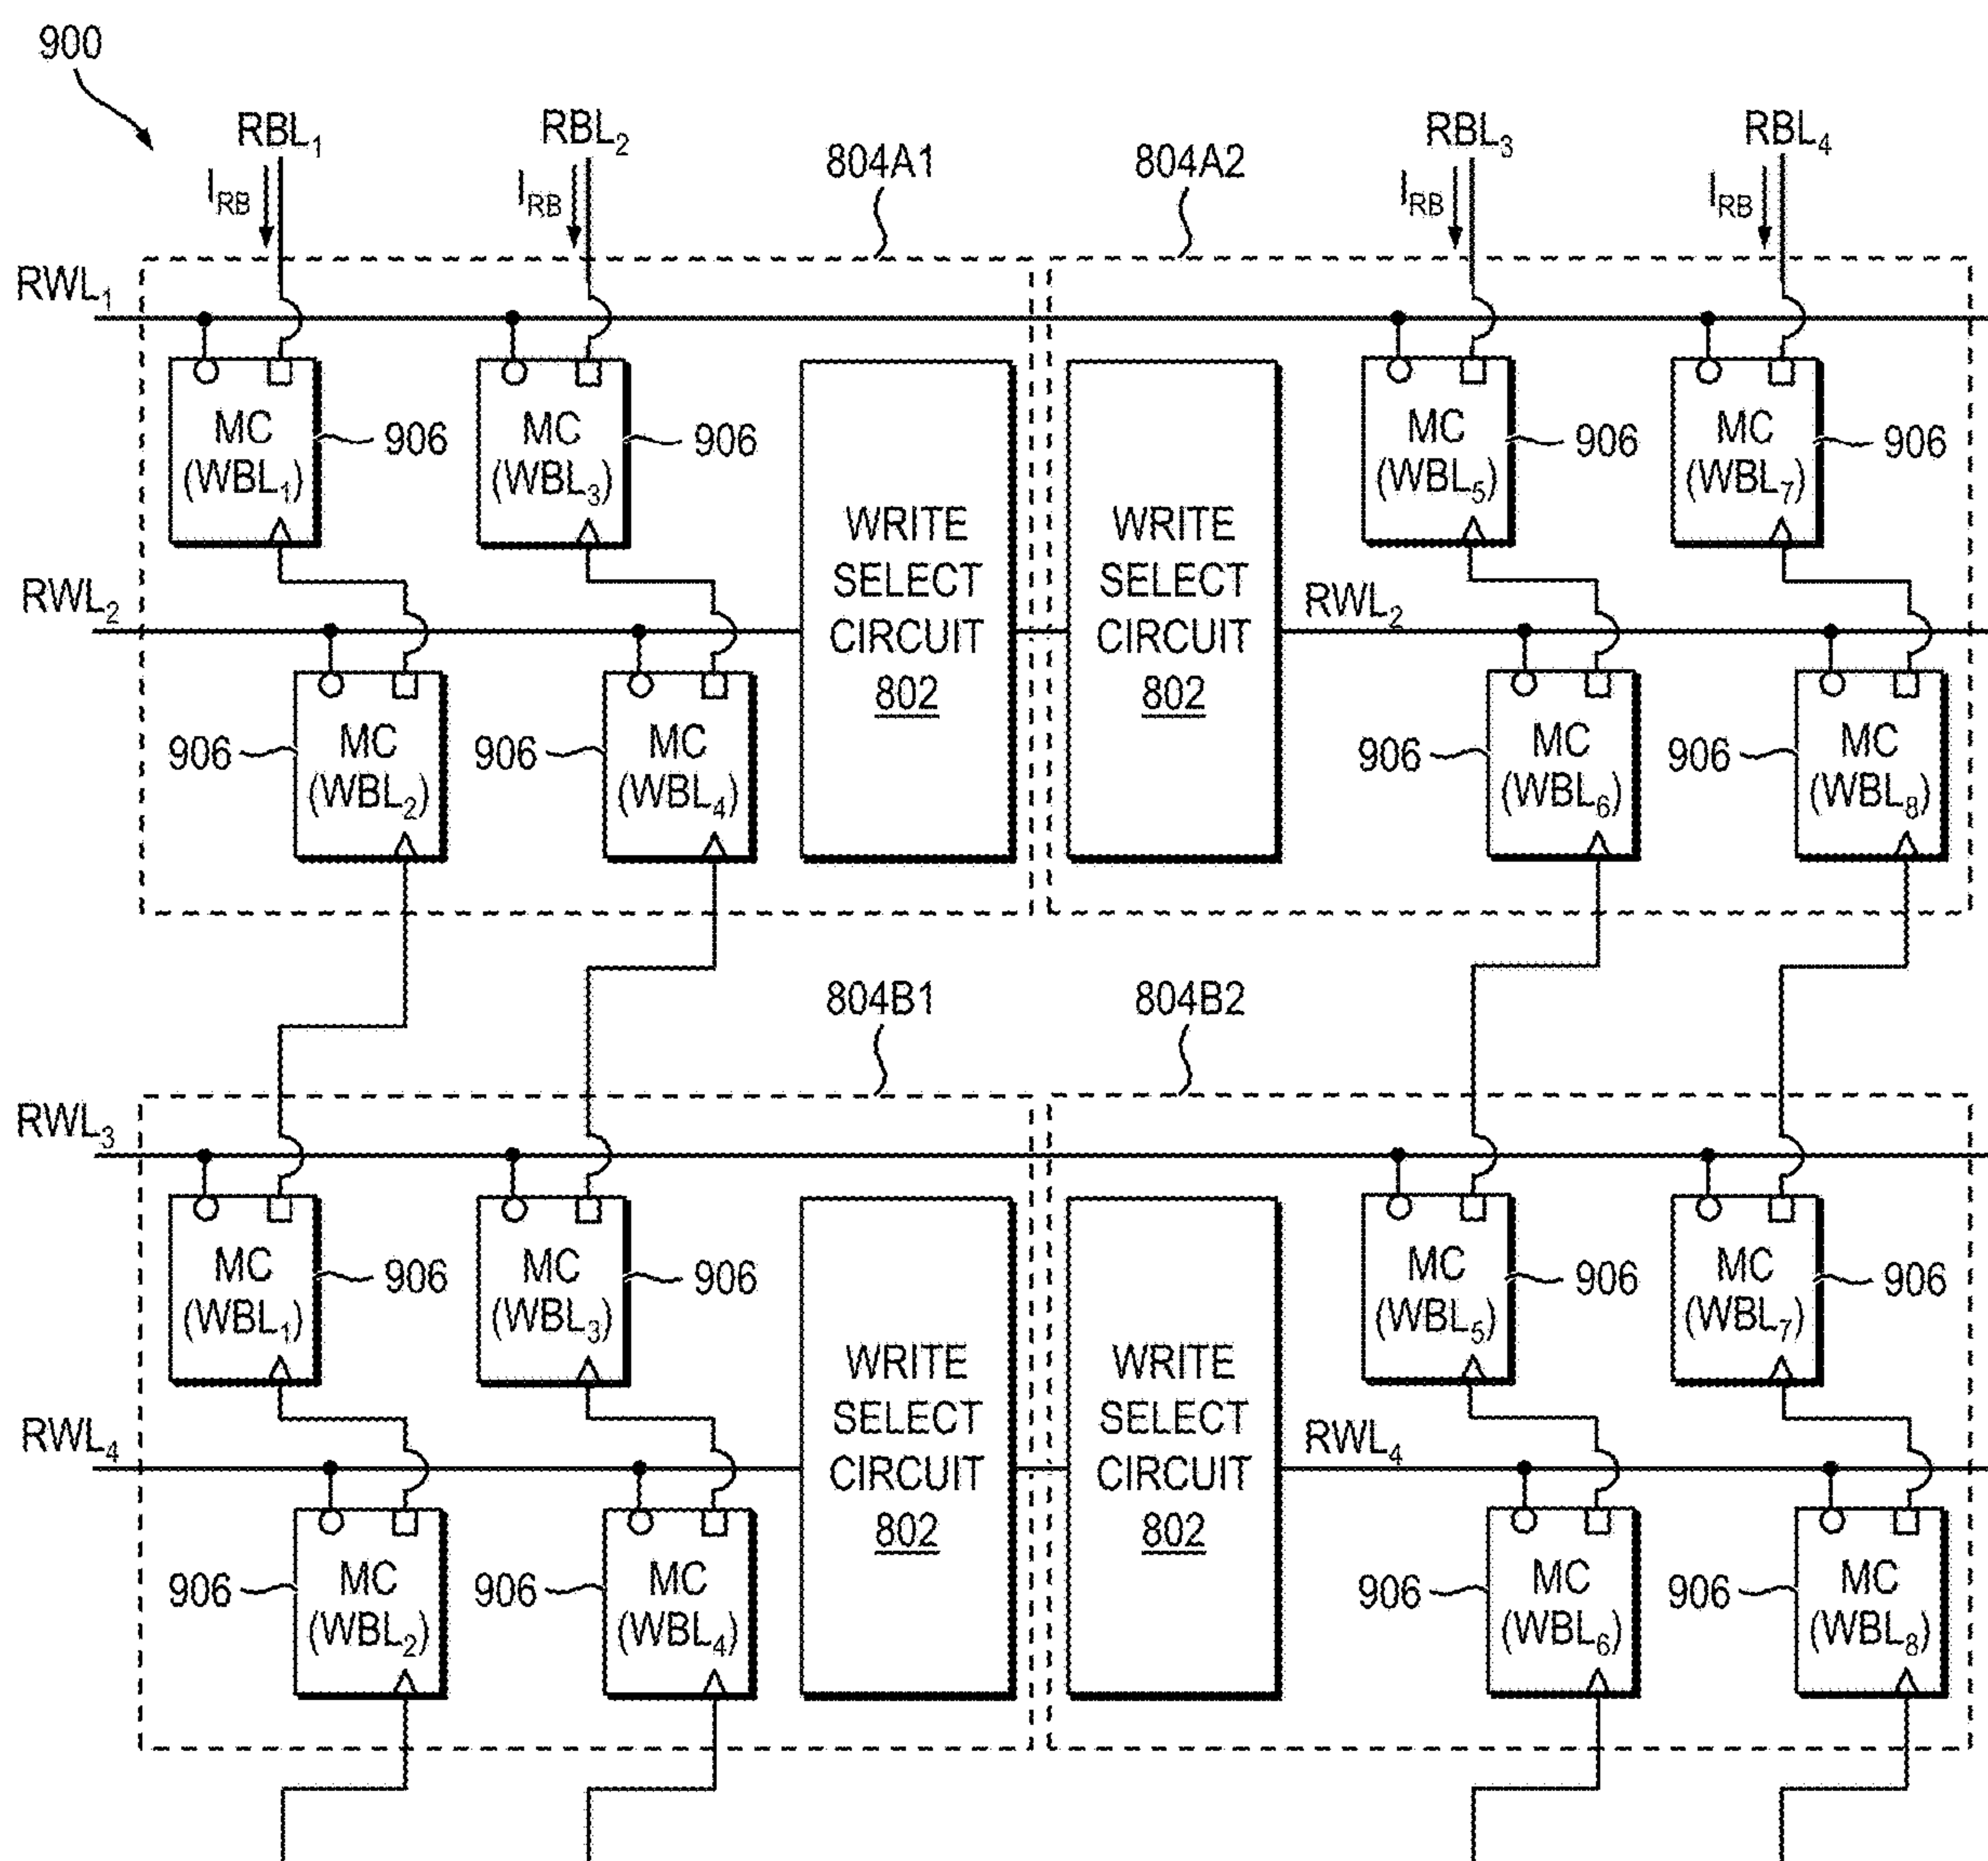 900
RBL1 RBL2 804A1 804A2 RBL3 RBL4
IRB IRB IRB IRB
RWL1
MC (WBL1) 906 MC (WBL3) 906 MC (WBL5) 906 MC (WBL7) 906
WRITE SELECT CIRCUIT 802 WRITE SELECT CIRCUIT 802
RWL2 RWL2
906 MC (WBL2) 906 MC (WBL4) 906 MC (WBL6) 906 MC (WBL8)
804B1 804B2
RWL3
MC (WBL1) 906 MC (WBL3) 906 MC (WBL5) 906 MC (WBL7) 906
WRITE SELECT CIRCUIT 802 WRITE SELECT CIRCUIT 802
RWL4 RWL4
906 MC (WBL2) 906 MC (WBL4) 906 MC (WBL6) 906 MC (WBL8)